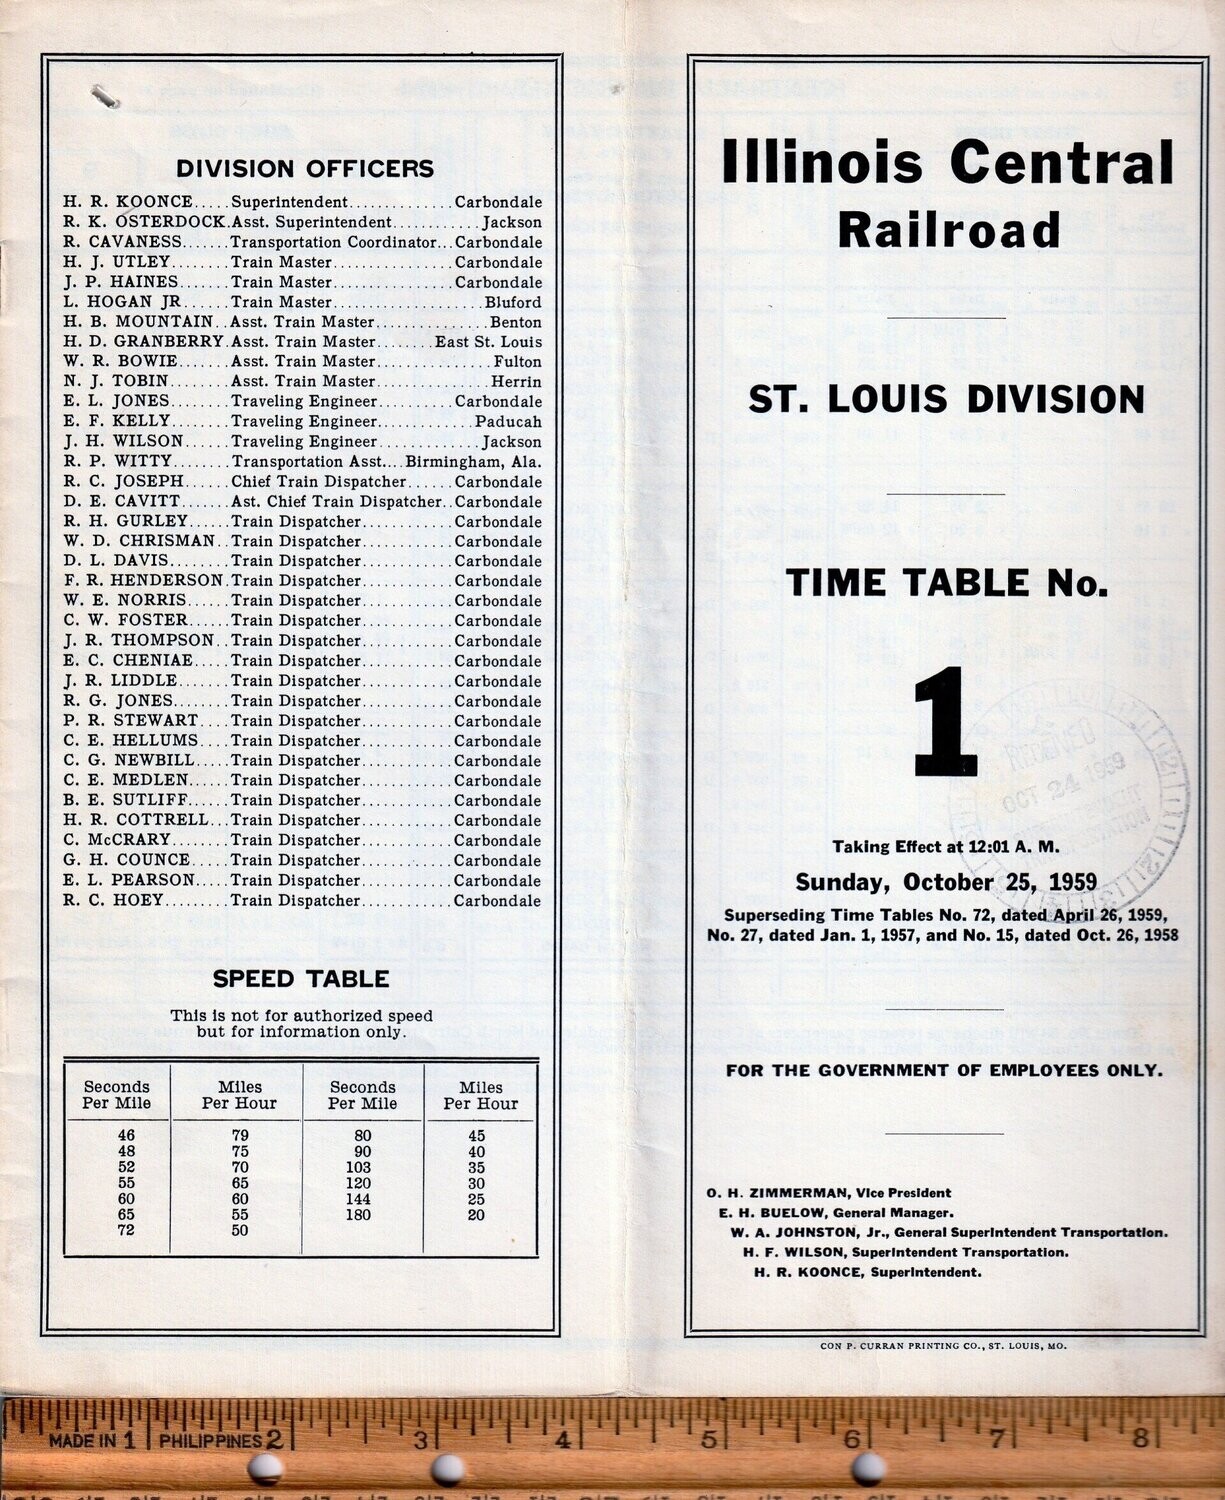 DIVISION OFFICERS
H. R. KOONCE.....Superintendent..............Carbondale
R. K. OSTERDOCK.Asst. Superintendent............Jackson
R. CAVANESS.......Transportation Coordinator...Carbondale
H. J. UTLEY........Train Master................Carbondale
J. P. HAINES.......Train Master................Carbondale
L. HOGAN JR......Train Master....................Bluford
H. B. MOUNTAIN..Asst. Train Master...............Benton
H. D. GRANBERRY.Asst. Train Master........East St. Louis
W. R. BOWIE.......Asst. Train Master...............Fulton
N. J. TOBIN........Asst. Train Master...............Herrin
E. L. JONES........Traveling Engineer..........Carbondale
E. F. KELLY........Traveling Engineer.............Paducah
J. H. WILSON......Traveling Engineer..............Jackson
R. P. WITTY........Transportation Asst....Birmingham, Ala.
R. C. JOSEPH......Chief Train Dispatcher......Carbondale
D. E. CAVITT.......Ast. Chief Train Dispatcher..Carbondale
R. H. GURLEY......Train Dispatcher............Carbondale
W. D. CHRISMAN..Train Dispatcher............Carbondale
D. L. DAVIS........Train Dispatcher............Carbondale
F. R. HENDERSON.Train Dispatcher............Carbondale
W. E. NORRIS......Train Dispatcher............Carbondale
C. W. FOSTER......Train Dispatcher............Carbondale
J. R. THOMPSON..Train Dispatcher............Carbondale
E. C. CHENIAE.....Train Dispatcher............Carbondale
J. R. LIDDLE.......Train Dispatcher............Carbondale
R. G. JONES........Train Dispatcher............Carbondale
P. R. STEWART....Train Dispatcher............Carbondale
C. E. HELLUMS....Train Dispatcher............Carbondale
C. G. NEWBILL.....Train Dispatcher............Carbondale
C. E. MEDLEN......Train Dispatcher............Carbondale
B. E. SUTLIFF......Train Dispatcher............Carbondale
H. R. COTTRELL...Train Dispatcher............Carbondale
C. McCRARY........Train Dispatcher............Carbondale
G. H. COUNCE.....Train Dispatcher............Carbondale
E. L. PEARSON.....Train Dispatcher............Carbondale
R. C. HOEY.........Train Dispatcher............Carbondale
SPEED TABLE
This is not for authorized speed
but for information only.
Seconds Miles Seconds Miles
Per Mile Per Hour Per Mile Per Hour
46 79 80 45
48 75 90 40
52 70 103 35
55 65 120 30
60 60 144 25
65 55 180 20
72 50
Illinois Central
Railroad
ST. LOUIS DIVISION
TIME TABLE No.
1
RECEIVED
OCT 24 1959
Taking Effect at 12:01 A. M.
Sunday, October 25, 1959
Superseding Time Tables No. 72, dated April 26, 1959,
No. 27, dated Jan. 1, 1957, and No. 15, dated Oct. 26, 1958
FOR THE GOVERNMENT OF EMPLOYEES ONLY.
O. H. ZIMMERMAN, Vice President
E. H. BUELOW, General Manager.
W. A. JOHNSTON, Jr., General Superintendent Transportation.
H. F. WILSON, Superintendent Transportation.
H. R. KOONCE, Superintendent.
CON P. CURRAN PRINTING CO., ST. LOUIS, MO.
MADE IN 1 PHILIPPINES 2 3 4 5 6 7 8